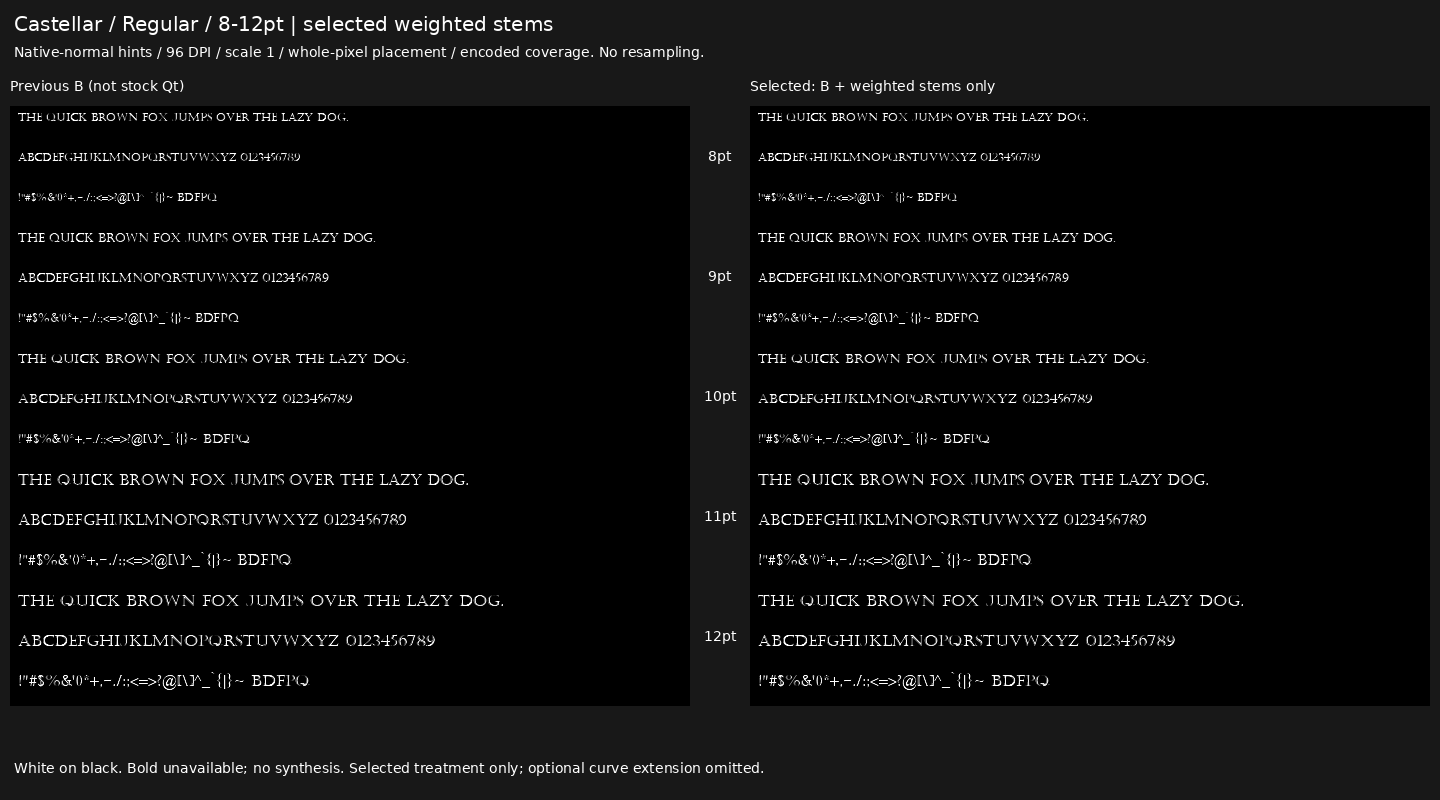 Castellar / Regular / 8-12pt | selected weighted stems
Native-normal hints / 96 DPI / scale 1 / whole-pixel placement / encoded coverage. No resampling.
Previous B (not stock Qt)
THE QUICK BROWN FOX JUMPS OVER THE LAZY DOG.
ABCDEFGHIJKLMNOPQRSTUVWXYZ 0123456789
!"#$%&'()*+,-./:;<=>?@[\]^_`{|}~ BDFPQ
THE QUICK BROWN FOX JUMPS OVER THE LAZY DOG.
ABCDEFGHIJKLMNOPQRSTUVWXYZ 0123456789
!"#$%&'()*+,-./:;<=>?@[\]^_`{|}~ BDFPQ
THE QUICK BROWN FOX JUMPS OVER THE LAZY DOG.
ABCDEFGHIJKLMNOPQRSTUVWXYZ 0123456789
!"#$%&'()*+,-./:;<=>?@[\]^_`{|}~ BDFPQ
THE QUICK BROWN FOX JUMPS OVER THE LAZY DOG.
ABCDEFGHIJKLMNOPQRSTUVWXYZ 0123456789
!"#$%&'()*+,-./:;<=>?@[\]^_`{|}~ BDFPQ
THE QUICK BROWN FOX JUMPS OVER THE LAZY DOG.
ABCDEFGHIJKLMNOPQRSTUVWXYZ 0123456789
!"#$%&'()*+,-./:;<=>?@[\]^_`{|}~ BDFPQ
8pt
9pt
10pt
11pt
12pt
Selected: B + weighted stems only
THE QUICK BROWN FOX JUMPS OVER THE LAZY DOG.
ABCDEFGHIJKLMNOPQRSTUVWXYZ 0123456789
!"#$%&'()*+,-./:;<=>?@[\]^_`{|}~ BDFPQ
THE QUICK BROWN FOX JUMPS OVER THE LAZY DOG.
ABCDEFGHIJKLMNOPQRSTUVWXYZ 0123456789
!"#$%&'()*+,-./:;<=>?@[\]^_`{|}~ BDFPQ
THE QUICK BROWN FOX JUMPS OVER THE LAZY DOG.
ABCDEFGHIJKLMNOPQRSTUVWXYZ 0123456789
!"#$%&'()*+,-./:;<=>?@[\]^_`{|}~ BDFPQ
THE QUICK BROWN FOX JUMPS OVER THE LAZY DOG.
ABCDEFGHIJKLMNOPQRSTUVWXYZ 0123456789
!"#$%&'()*+,-./:;<=>?@[\]^_`{|}~ BDFPQ
THE QUICK BROWN FOX JUMPS OVER THE LAZY DOG.
ABCDEFGHIJKLMNOPQRSTUVWXYZ 0123456789
!"#$%&'()*+,-./:;<=>?@[\]^_`{|}~ BDFPQ
White on black. Bold unavailable; no synthesis. Selected treatment only; optional curve extension omitted.